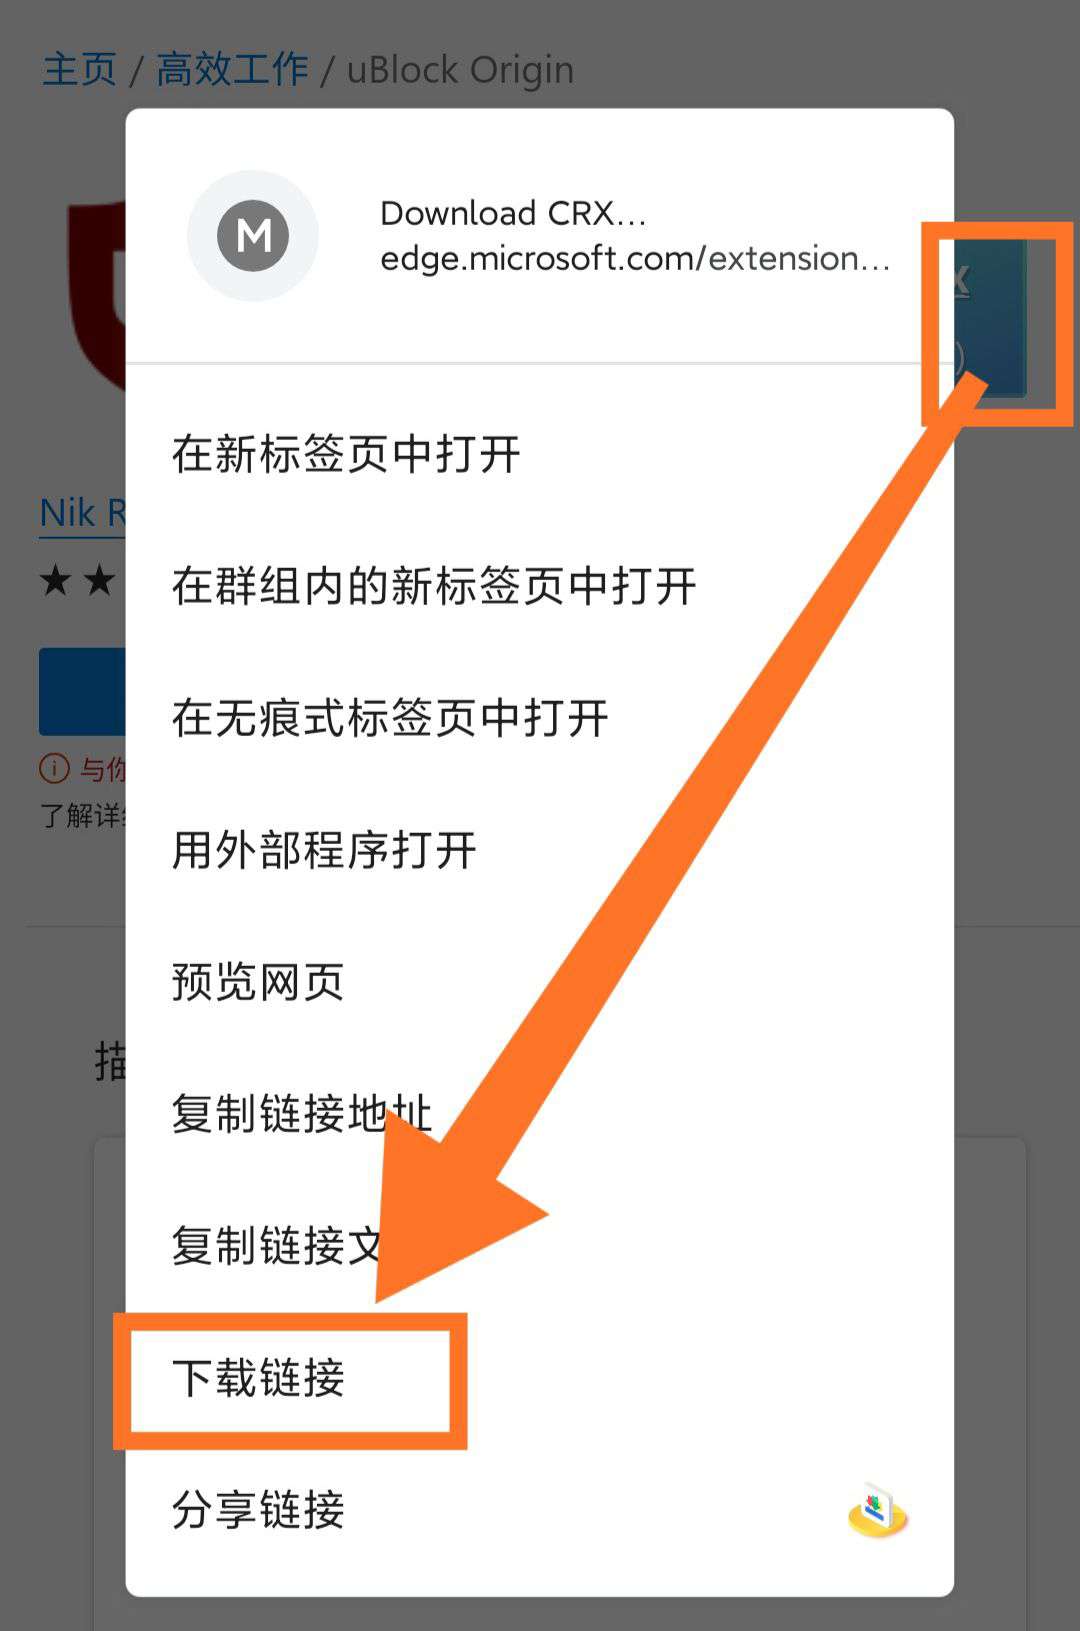 主页 / 高效工作 / uBlock Origin
M
Download CRX…
edge.microsoft.com/extension…
X
)
在新标签页中打开
Nik R
在群组内的新标签页中打开
在无痕式标签页中打开
与你
了解详
用外部程序打开
预览网页
描
复制链接地址
复制链接文
下载链接
分享链接